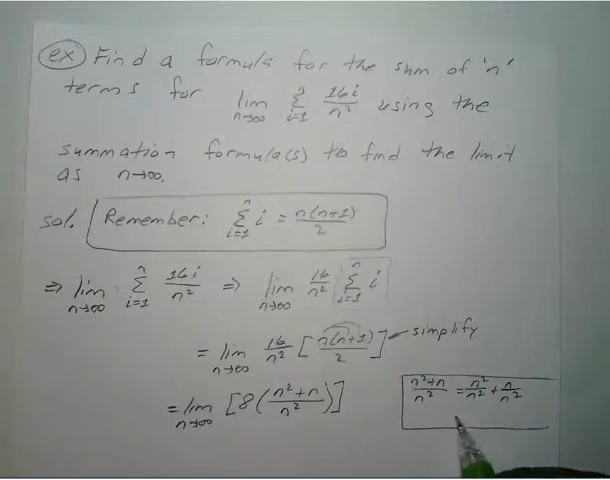 ex Find a formula for the sum of 'n'
terms for lim n→∞ Σ i=1 n 16i/n² using the
summation formula(s) to find the limit
as n→∞.
sol. Remember: Σ i=1 n i = n(n+1)/2
⇒ lim n→∞ Σ i=1 n 16i/n² ⇒ lim n→∞ 16/n² Σ i=1 n i
= lim n→∞ 16/n² [n(n+1)/2] simplify
= lim n→∞ [8(n²+n/n²)]
n²+n/n² = n²/n² + n/n²